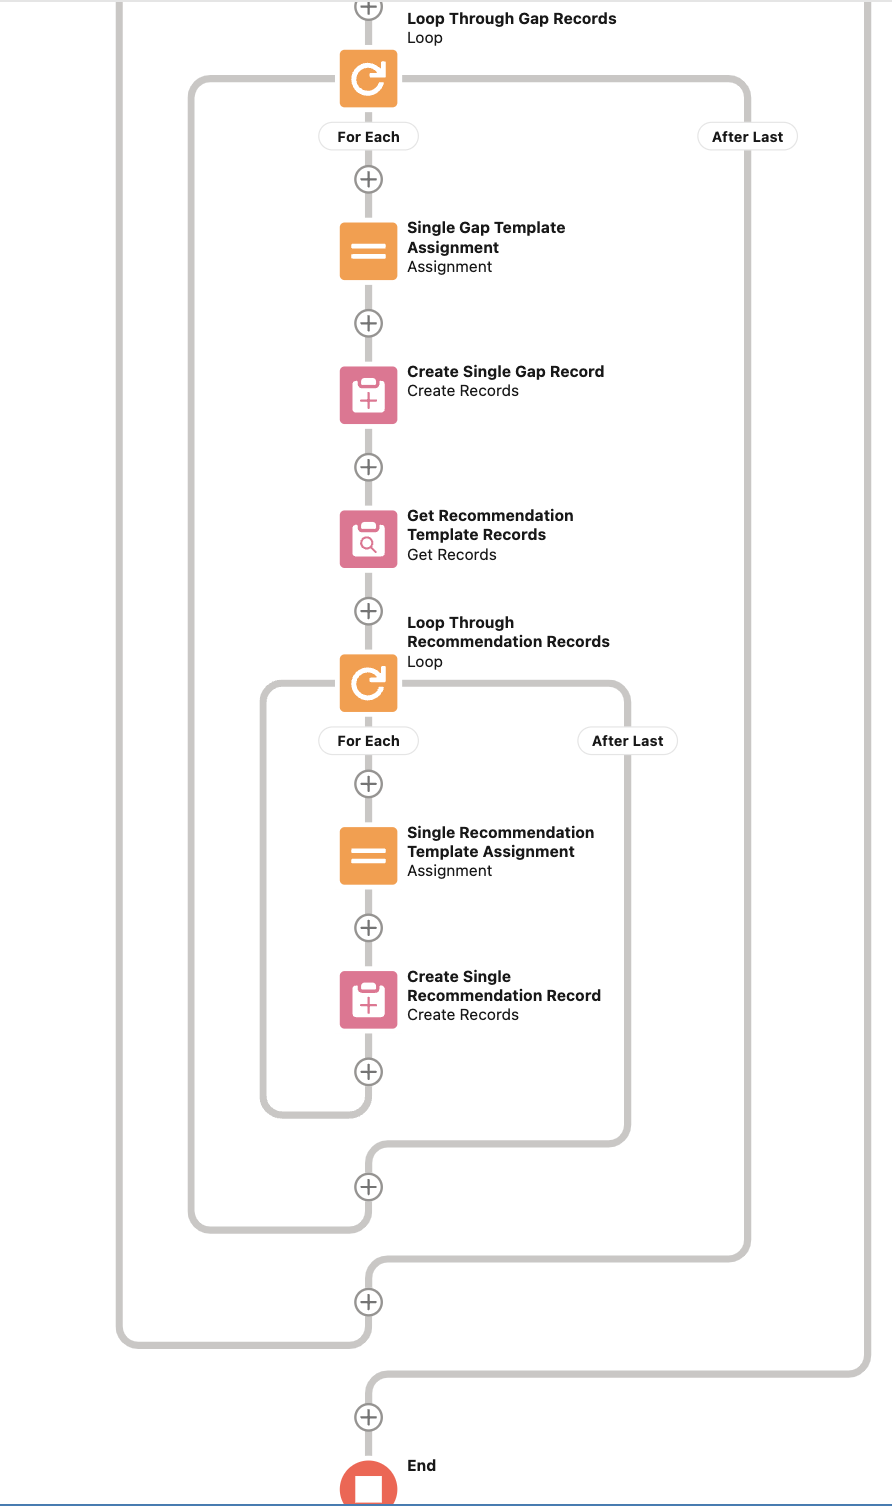 Loop Through Gap Records
Loop
For Each
After Last
Single Gap Template
Assignment
Assignment
Create Single Gap Record
Create Records
Get Recommendation
Template Records
Get Records
Loop Through
Recommendation Records
Loop
For Each
After Last
Single Recommendation
Template Assignment
Assignment
Create Single
Recommendation Record
Create Records
End